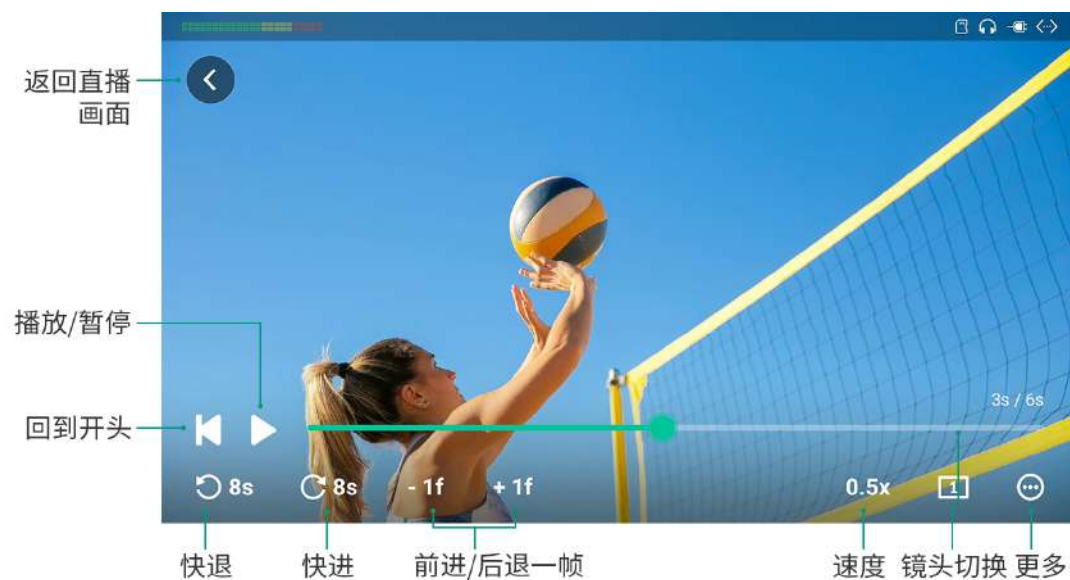 返回直播
画面
播放/暂停
3s / 6s
回到开头
8s
8s
- 1f
+ 1f
0.5x
1
快退
快进
前进/后退一帧
速度
镜头切换
更多